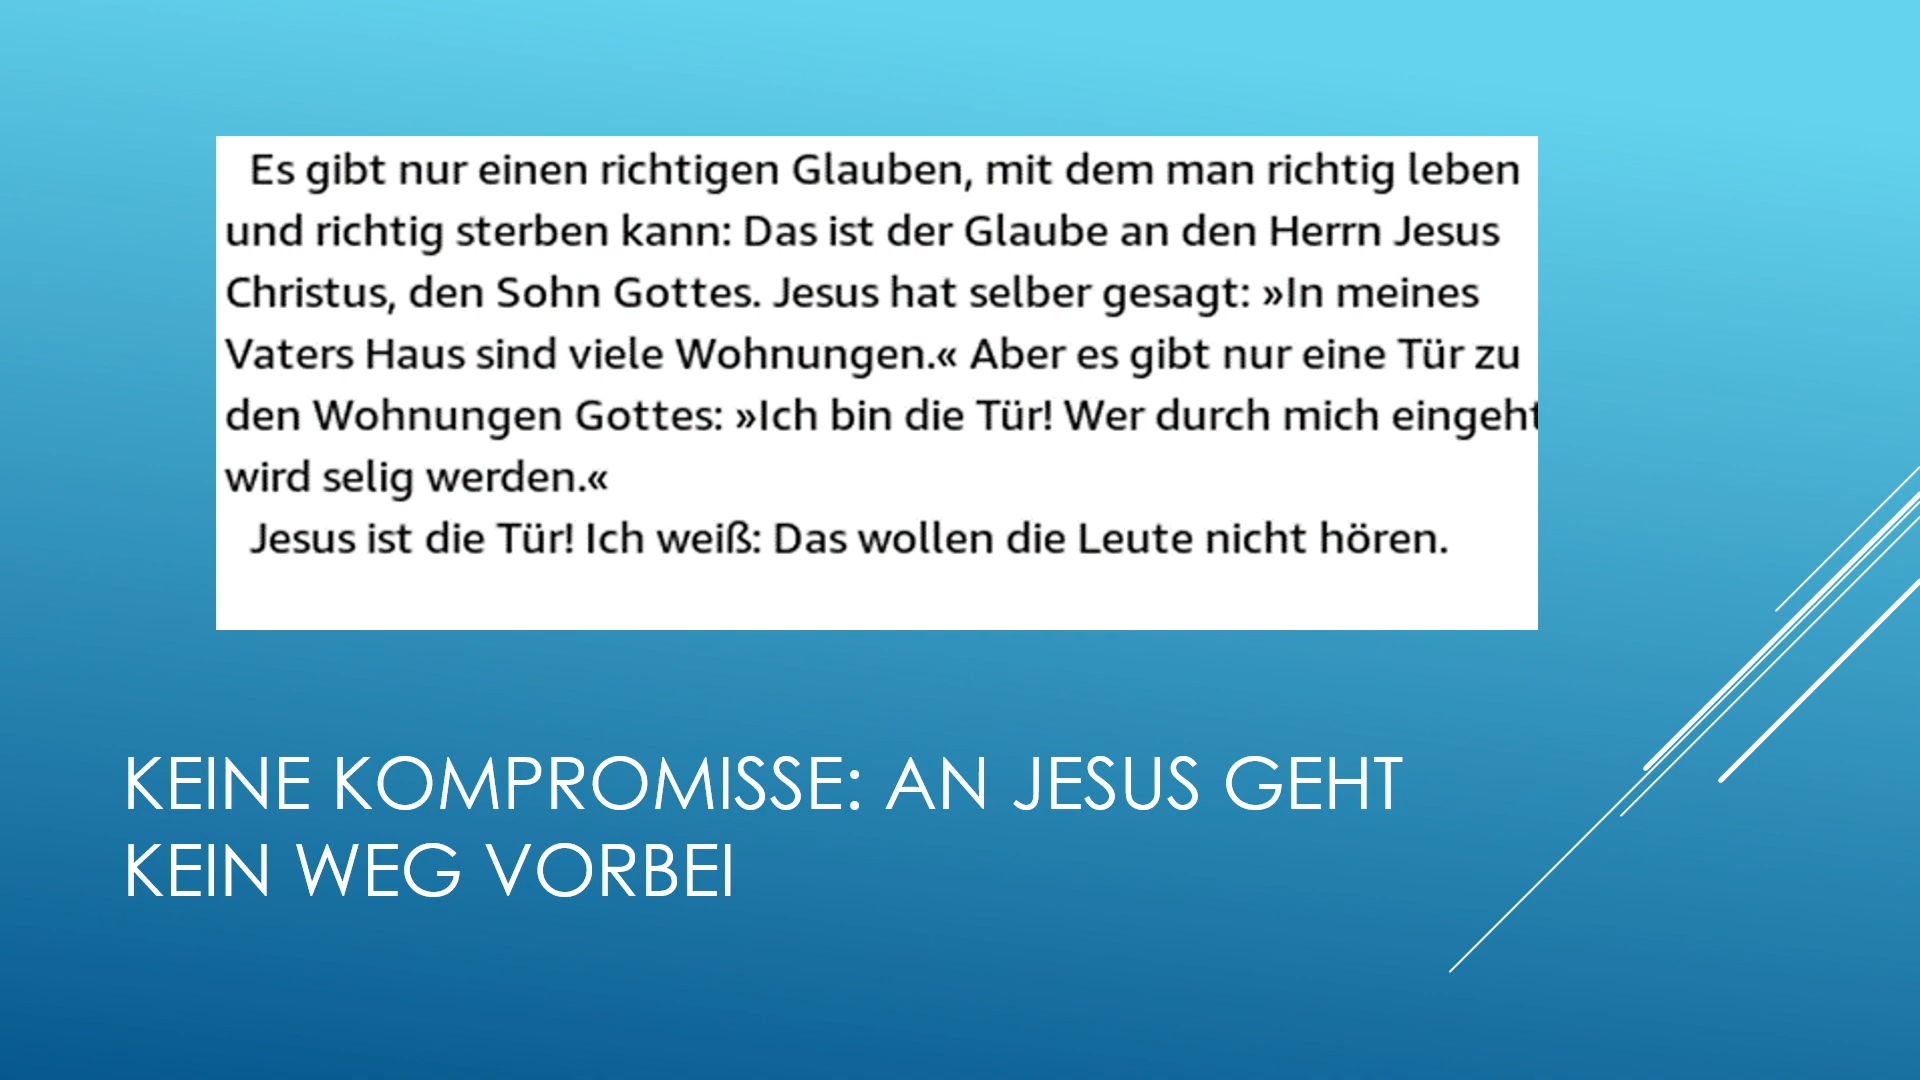 Es gibt nur einen richtigen Glauben, mit dem man richtig leben
und richtig sterben kann: Das ist der Glaube an den Herrn Jesus
Christus, den Sohn Gottes. Jesus hat selber gesagt: »In meines
Vaters Haus sind viele Wohnungen.« Aber es gibt nur eine Tür zu
den Wohnungen Gottes: »Ich bin die Tür! Wer durch mich eingeht
wird selig werden.«
Jesus ist die Tür! Ich weiß: Das wollen die Leute nicht hören.
KEINE KOMPROMISSE: AN JESUS GEHT
KEIN WEG VORBEI